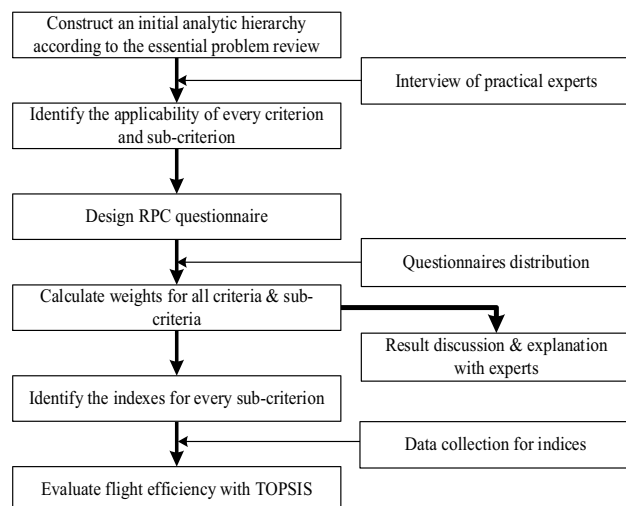 Construct an initial analytic hierarchy
according to the essential problem review
Interview of practical experts
Identify the applicability of every criterion
and sub-criterion
Design RPC questionnaire
Questionnaires distribution
Calculate weights for all criteria & sub-
criteria
Result discussion & explanation
with experts
Identify the indexes for every sub-criterion
Data collection for indices
Evaluate flight efficiency with TOPSIS